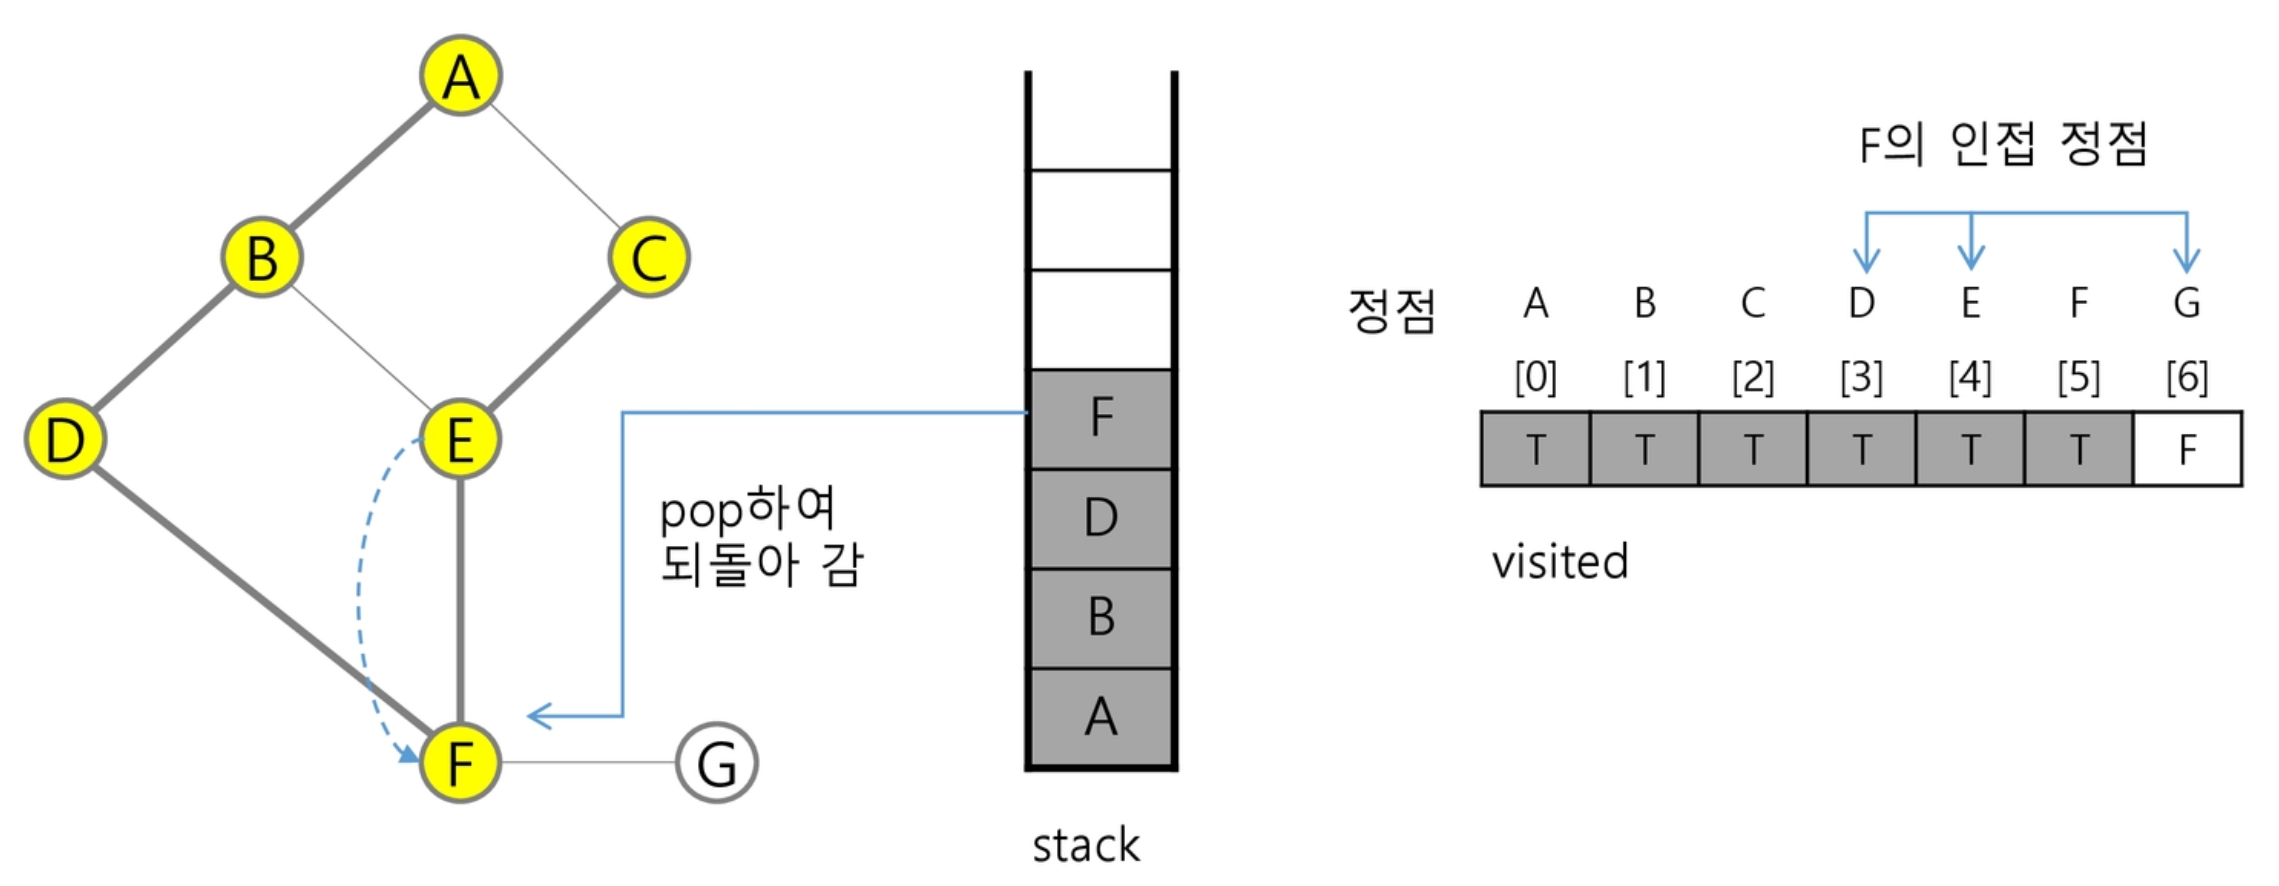 A
B
C
D
E
F
G
pop하여
되돌아 감
F
D
B
A
stack
F의 인접 정점
정점 A B C D E F G
[0] [1] [2] [3] [4] [5] [6]
T T T T T T F
visited